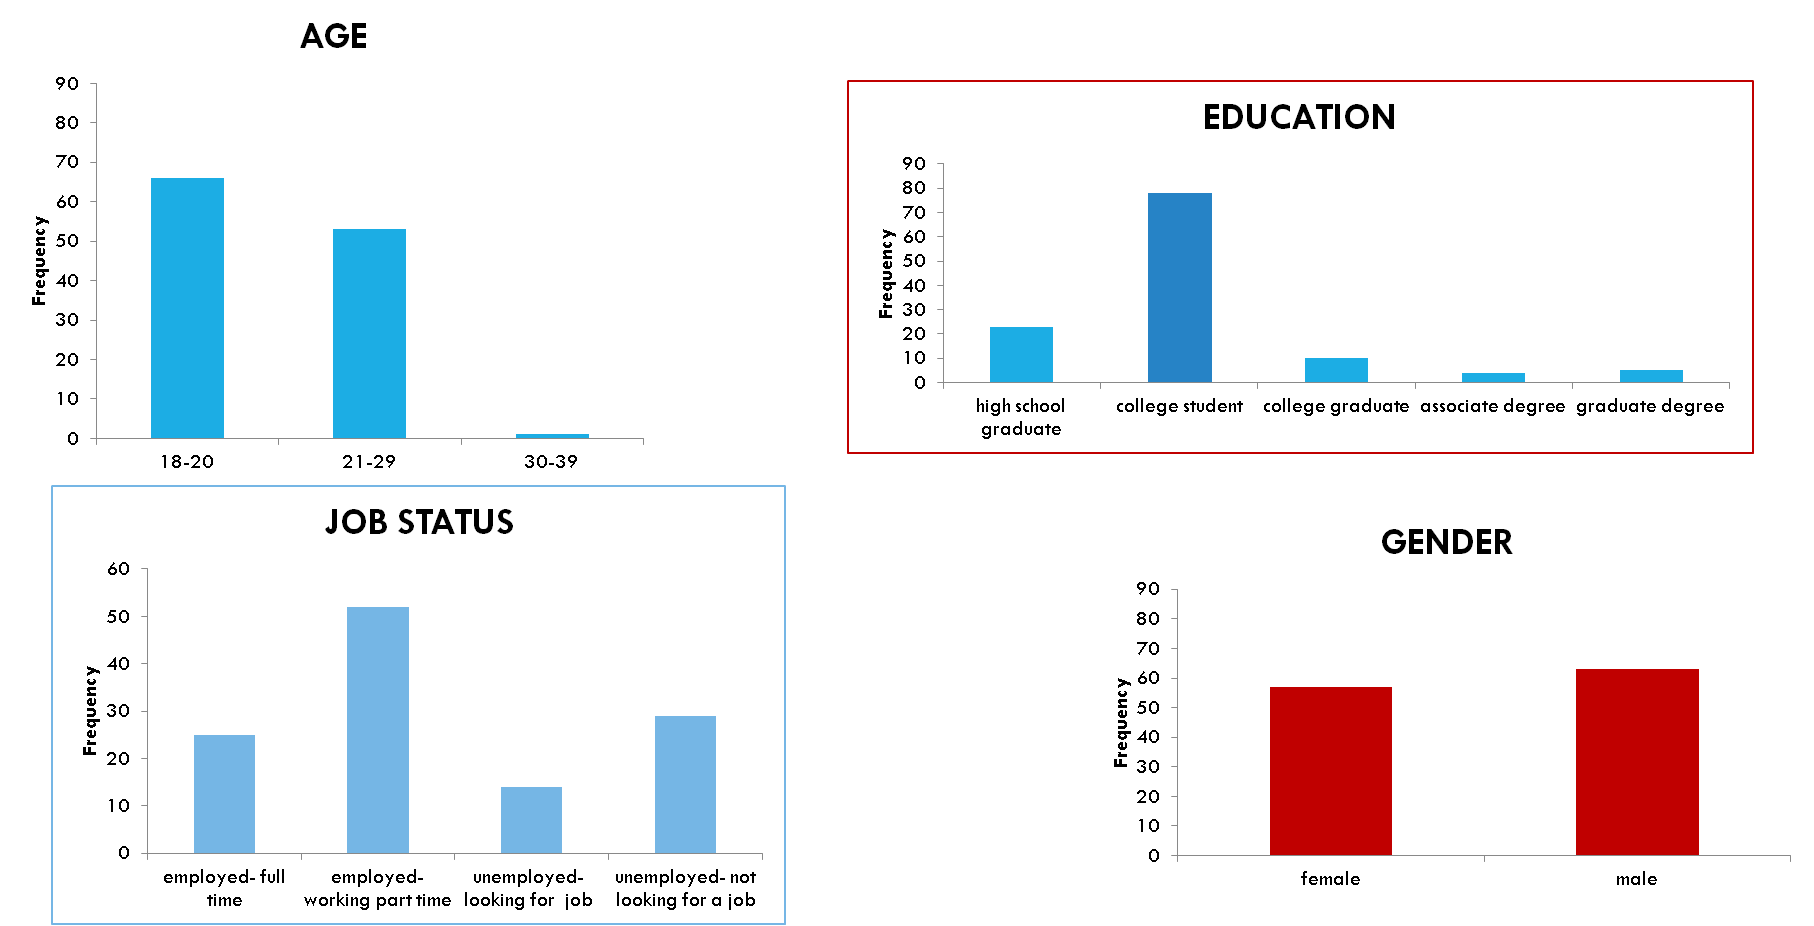 AGE
90
80
70
60
50
40
30
20
10
0
Frequency
18-20 21-29 30-39
EDUCATION
90
80
70
60
50
40
30
20
10
0
Frequency
high school college student college graduate associate degree graduate degree
graduate
JOB STATUS
60
50
40
30
20
10
0
Frequency
employed- full employed- unemployed- unemployed- not
time working part time looking for job looking for a job
GENDER
90
80
70
60
50
40
30
20
10
0
Frequency
female male